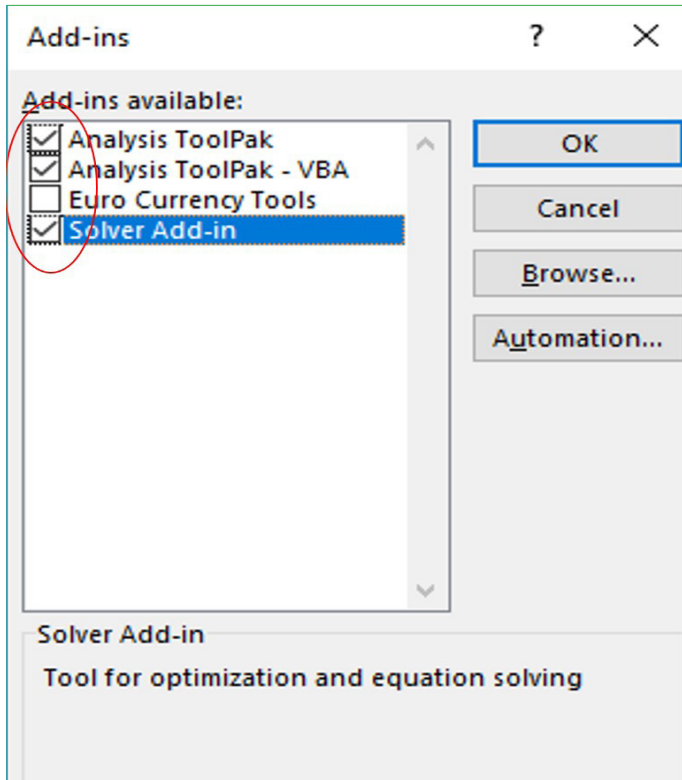 Add-ins ? ✕
Add-ins available:
Analysis ToolPak
Analysis ToolPak - VBA
Euro Currency Tools
Solver Add-in
OK
Cancel
Browse...
Automation...
Solver Add-in
Tool for optimization and equation solving